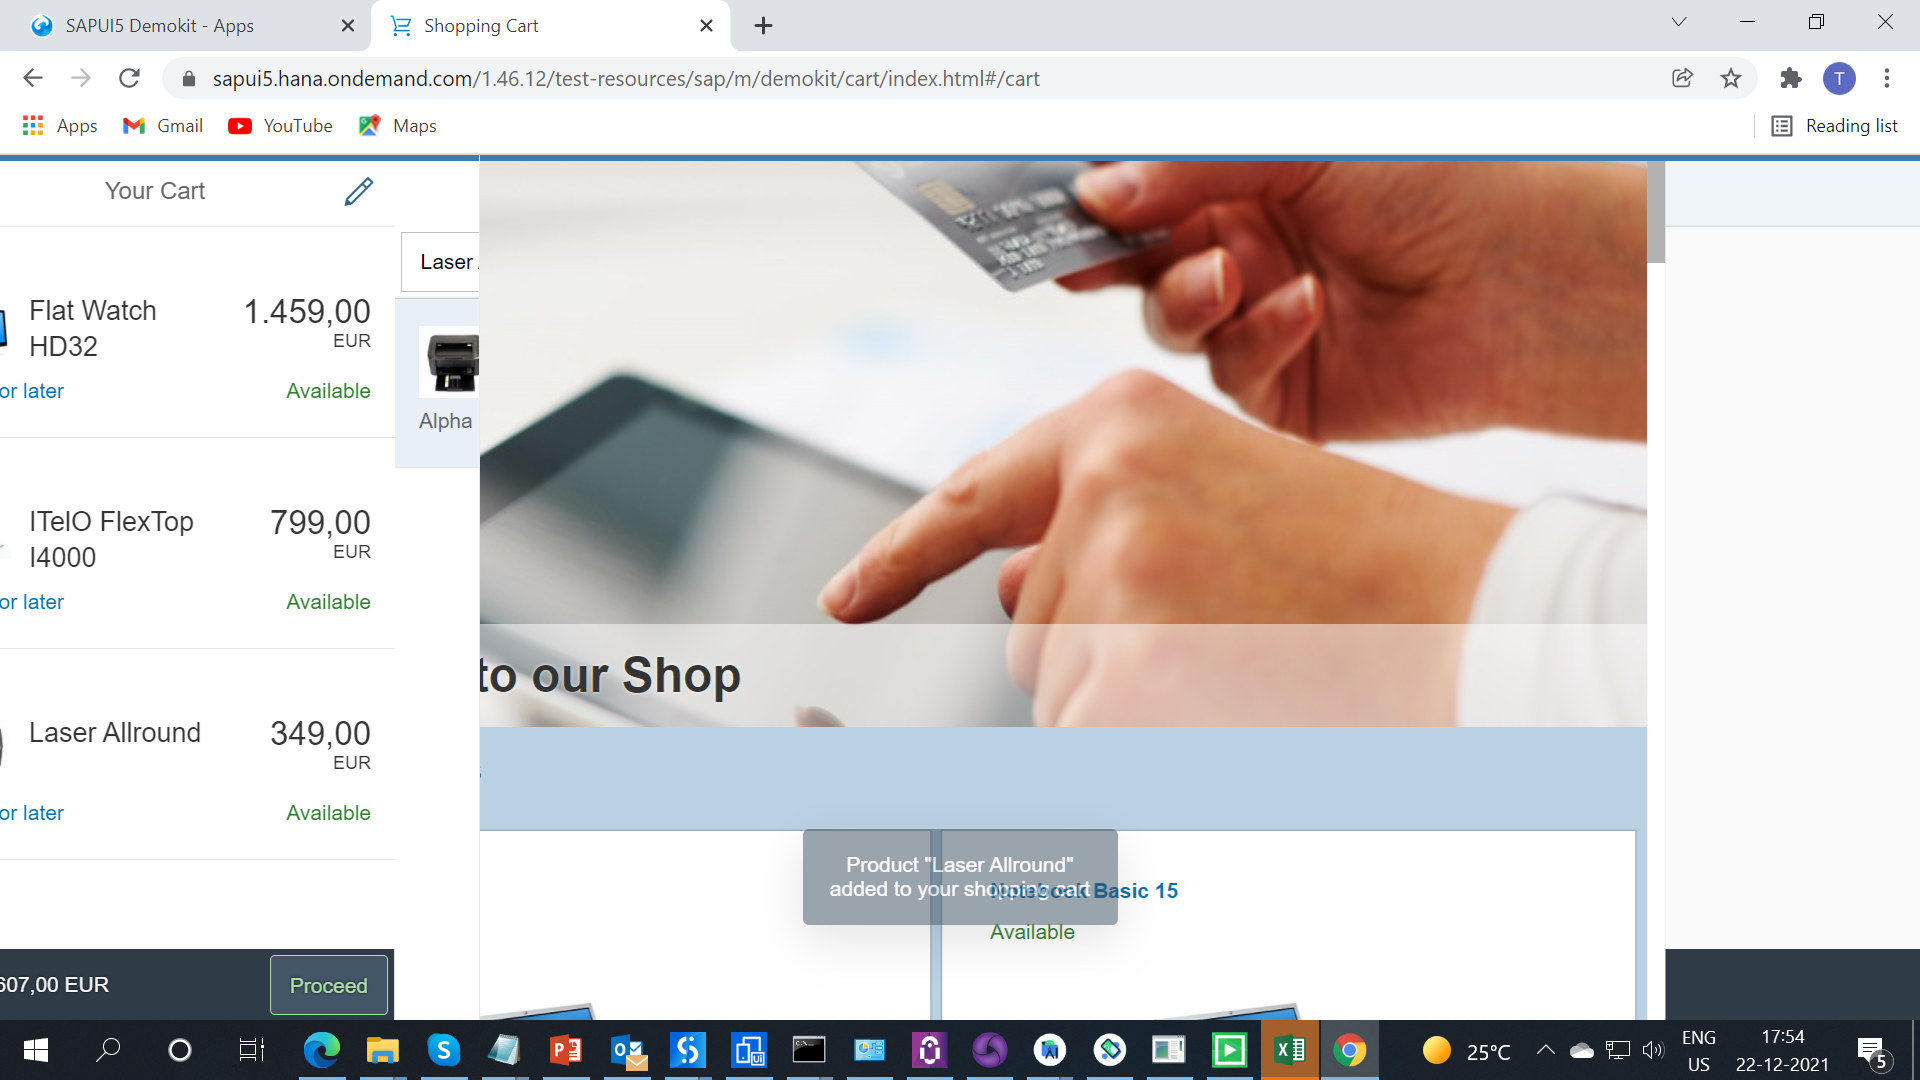 SAPUI5 Demokit - Apps
Shopping Cart
sapui5.hana.ondemand.com/1.46.12/test-resources/sap/m/demokit/cart/index.html#/cart
T
Apps
Gmail
YouTube
Maps
Reading list
Your Cart
Flat Watch HD32
1.459,00
EUR
or later
Available
ITelO FlexTop I4000
799,00
EUR
or later
Available
Laser Allround
349,00
EUR
or later
Available
607,00 EUR
Proceed
Laser
Alpha
to our Shop
Product "Laser Allround"
added to your shopping cart
Notebook Basic 15
Available
25°C
ENG
US
17:54
22-12-2021
5